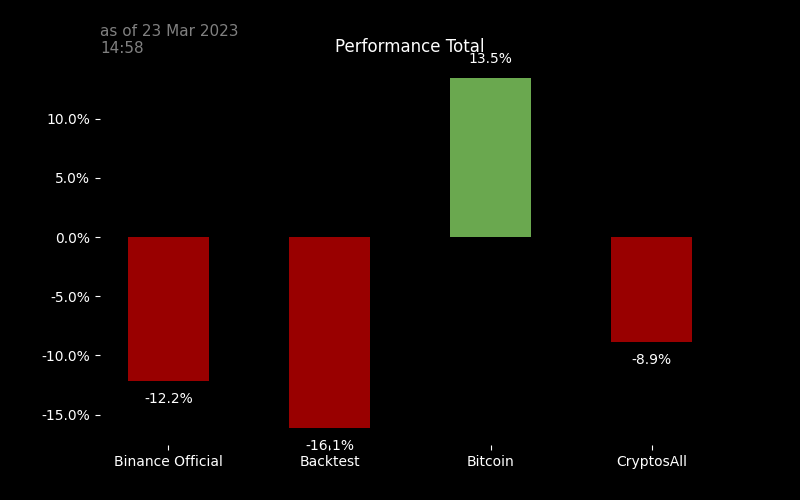 as of 23 Mar 2023
14:58
Performance Total
13.5%
10.0%
5.0%
0.0%
-5.0%
-10.0%
-15.0%
-8.9%
-12.2%
-16.1%
Binance Official
Backtest
Bitcoin
CryptosAll